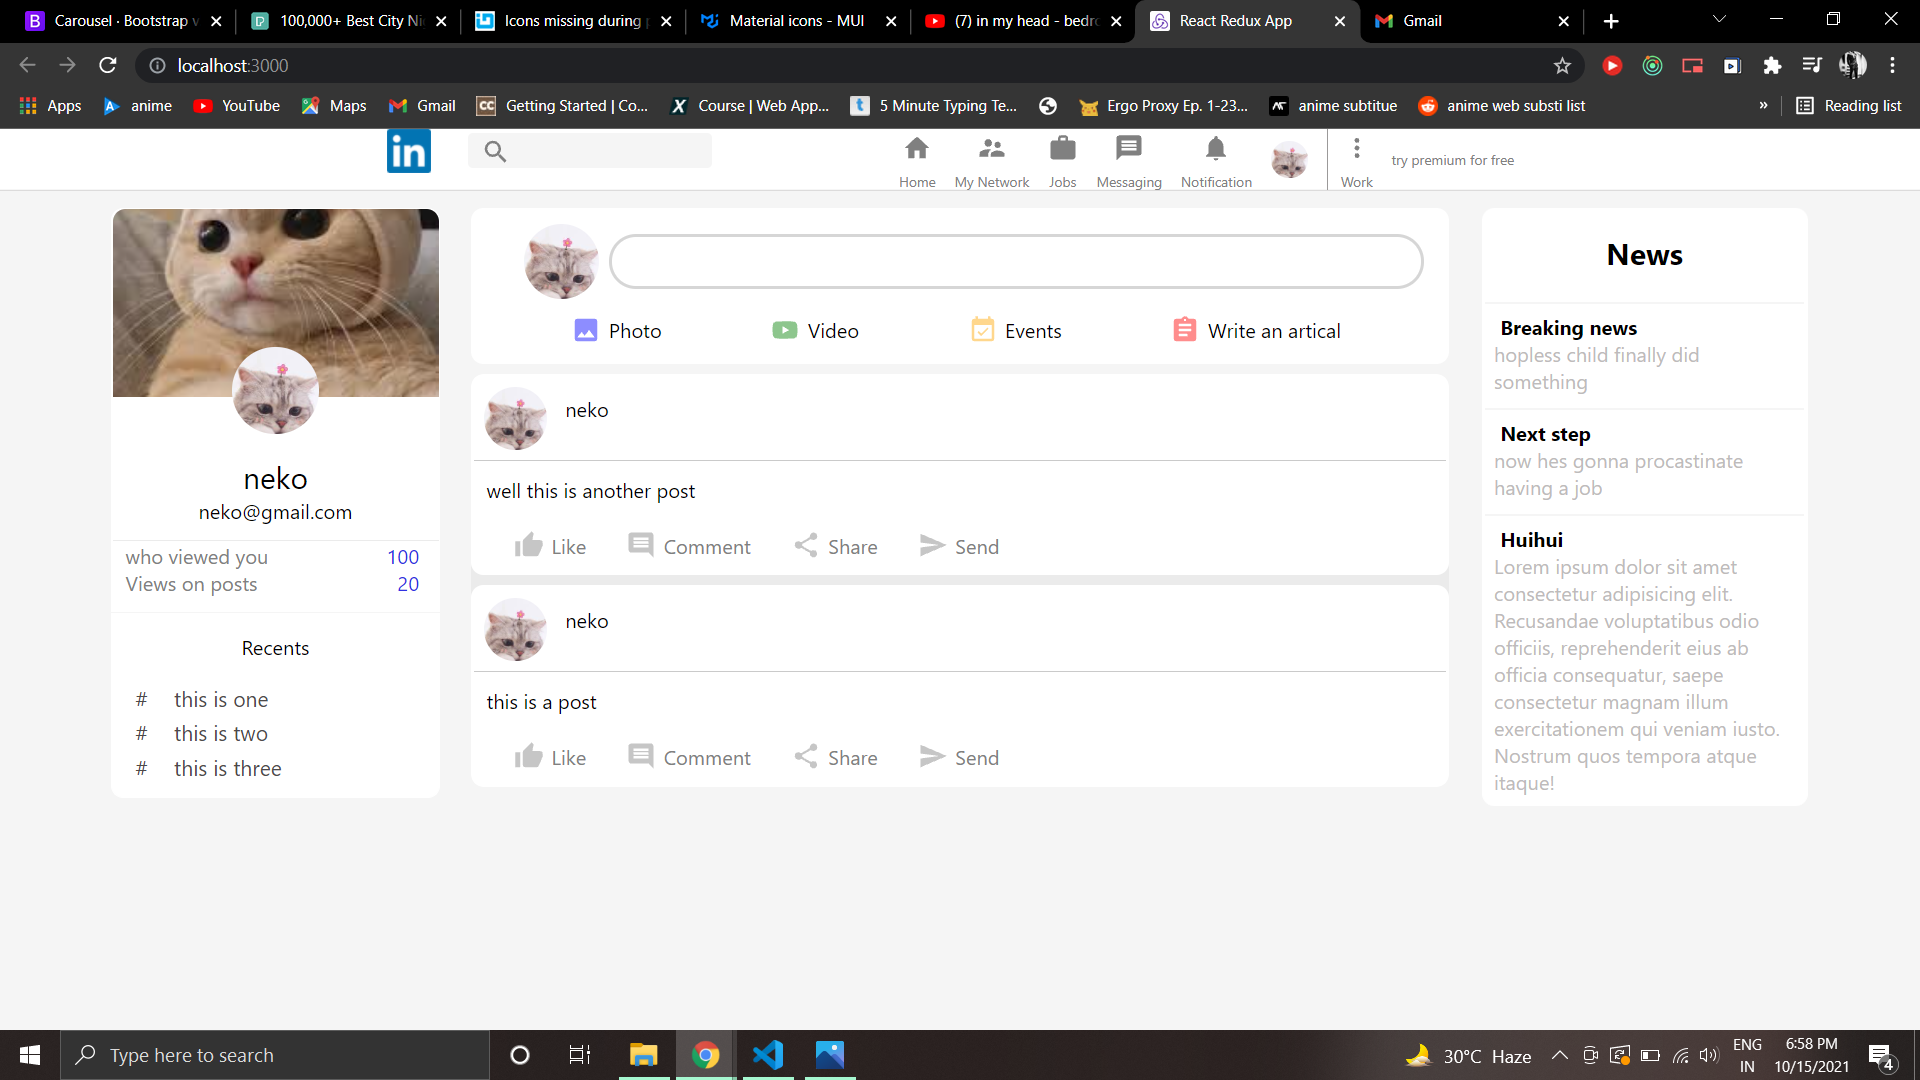 Carousel · Bootstrap v
100,000+ Best City Ni
Icons missing during p
Material icons - MUI
(7) in my head - bedro
React Redux App
Gmail
localhost:3000
Apps
anime
YouTube
Maps
Gmail
Getting Started | Co...
Course | Web App...
5 Minute Typing Te...
Ergo Proxy Ep. 1-23...
anime subtitue
anime web substi list
»
Reading list
in
Home
My Network
Jobs
Messaging
Notification
Work
try premium for free
neko
neko@gmail.com
who viewed you 100
Views on posts 20
Recents
# this is one
# this is two
# this is three
Photo
Video
Events
Write an artical
neko
well this is another post
Like
Comment
Share
Send
neko
this is a post
Like
Comment
Share
Send
News
Breaking news
hopless child finally did
something
Next step
now hes gonna procastinate
having a job
Huihui
Lorem ipsum dolor sit amet
consectetur adipisicing elit.
Recusandae voluptatibus odio
officiis, reprehenderit eius ab
officia consequatur, saepe
consectetur magnam illum
exercitationem qui veniam iusto.
Nostrum quos tempora atque
itaque!
Type here to search
30°C Haze
ENG
IN
6:58 PM
10/15/2021
4